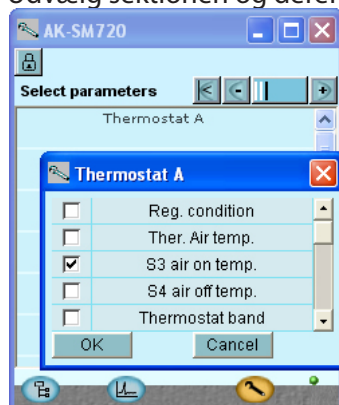 Udvælg sektionen og deref
AK-SM720
Select parameters
Thermostat A
Thermostat A
Reg. condition
Ther. Air temp.
S3 air on temp.
S4 air off temp.
Thermostat band
OK Cancel